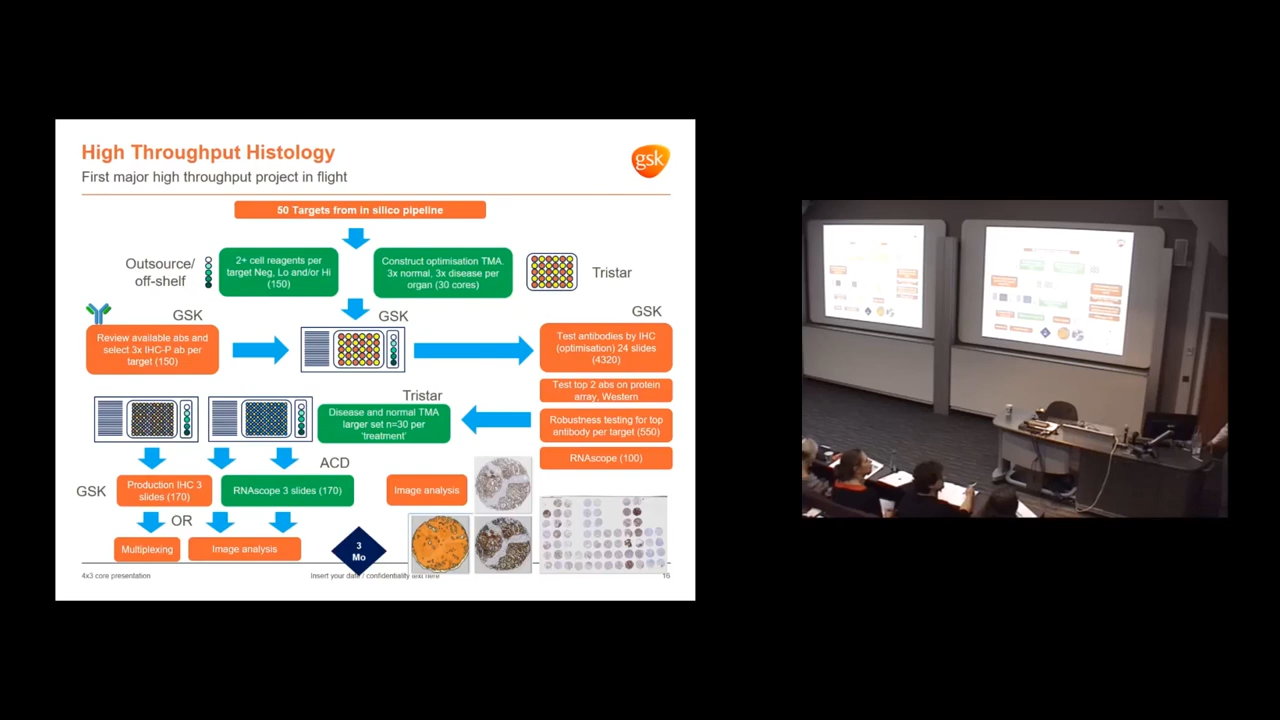 High Throughput Histology
First major high throughput project in flight
gsk
50 Targets from in silico pipeline
Outsource/
off-shelf
2+ cell reagents per
target Neg, Lo and/or Hi
(150)
Construct optimisation TMA.
3x normal, 3x disease per
organ (30 cores)
Tristar
GSK
Review available abs and
select 3x IHC-P ab per
target (150)
GSK
GSK
Test antibodies by IHC
(optimisation) 24 slides
(4320)
Test top 2 abs on protein
array, Western
Robustness testing for top
antibody per target (550)
RNAscope (100)
Tristar
Disease and normal TMA
larger set n=30 per
'treatment'
ACD
GSK
Production IHC 3
slides (170)
RNAscope 3 slides (170)
Image analysis
OR
Multiplexing
Image analysis
3
Mo
4x3 core presentation
Insert your date / confidentiality text here
16